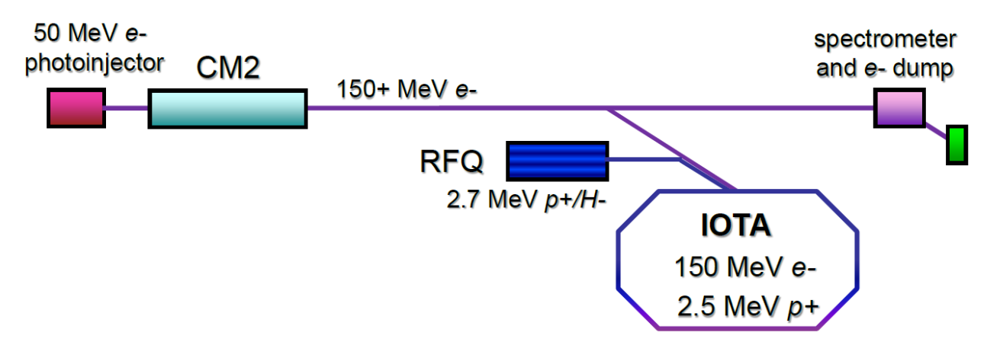 50 MeV e-
photoinjector
CM2
150+ MeV e-
spectrometer
and e- dump
RFQ
2.7 MeV p+/H-
IOTA
150 MeV e-
2.5 MeV p+